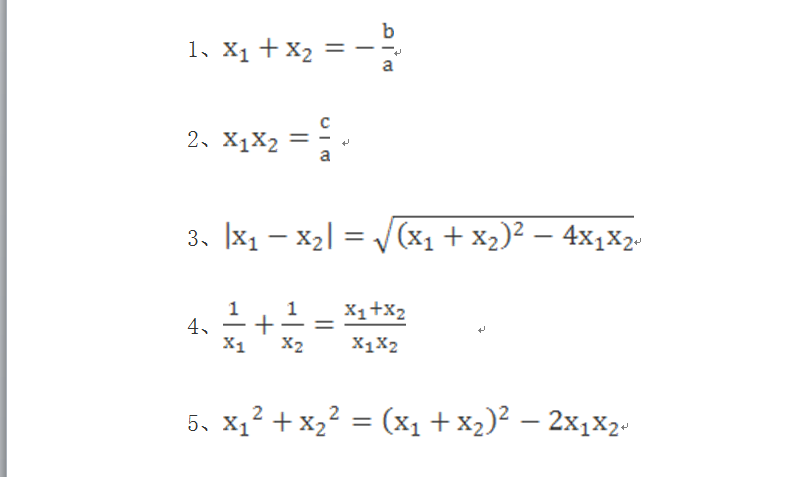 1、x₁ + x₂ = −b/a
2、x₁x₂ = c/a
3、|x₁ − x₂| = √((x₁ + x₂)² − 4x₁x₂)
4、1/x₁ + 1/x₂ = (x₁+x₂)/(x₁x₂)
5、x₁² + x₂² = (x₁ + x₂)² − 2x₁x₂